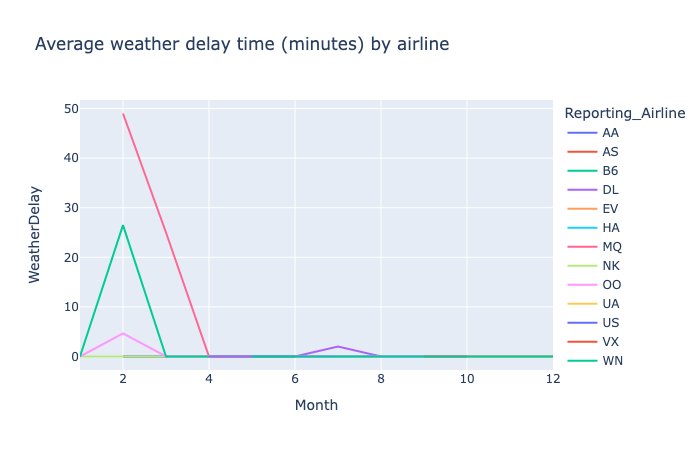 Average weather delay time (minutes) by airline
Reporting_Airline
AA
AS
B6
DL
EV
HA
MQ
NK
OO
UA
US
VX
WN
WeatherDelay
50
40
30
20
10
0
2 4 6 8 10 12
Month